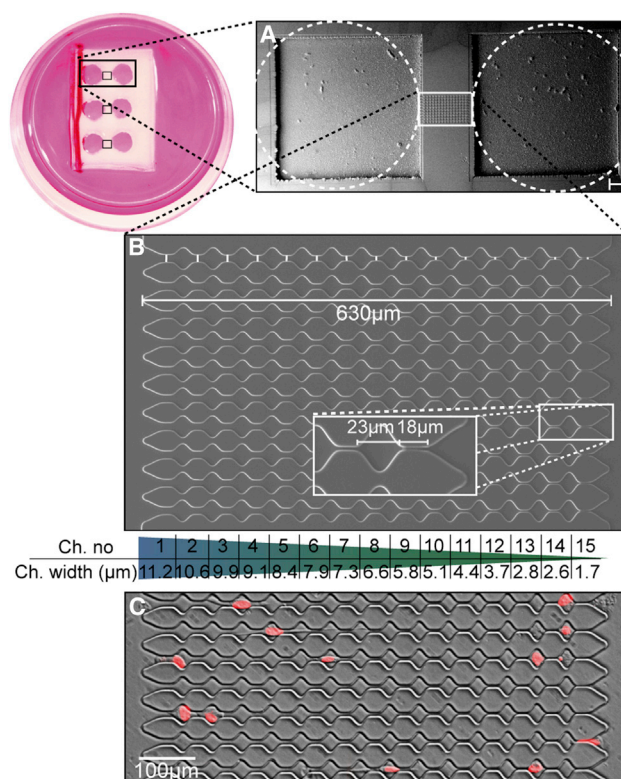 A
B
630µm
23µm 18µm
Ch. no 1 2 3 4 5 6 7 8 9 10 11 12 13 14 15
Ch. width (µm) 11.2 10.6 9.9 9.1 8.4 7.9 7.3 6.6 5.8 5.1 4.4 3.7 2.8 2.6 1.7
C
100µm